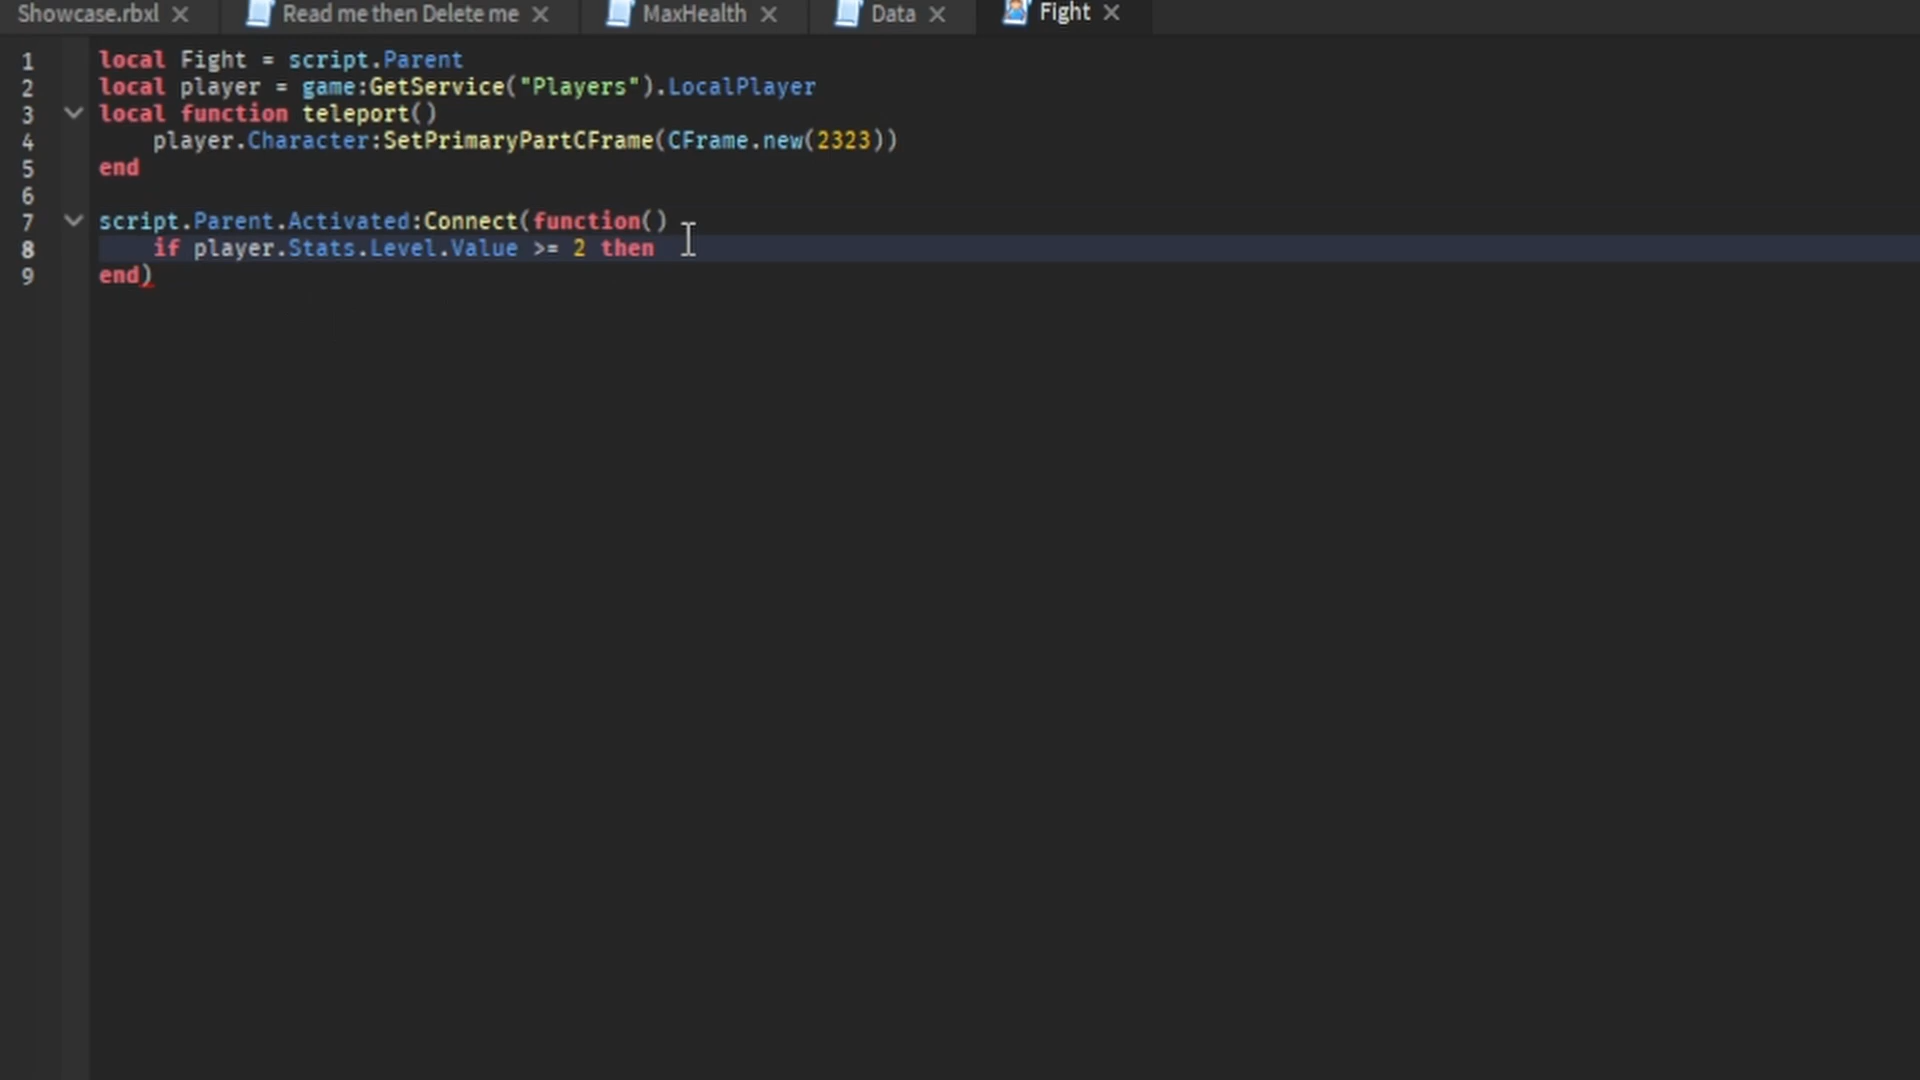 Showcase.rbxl Read me then Delete me MaxHealth Data Fight
1 local Fight = script.Parent
2 local player = game:GetService("Players").LocalPlayer
3 local function teleport()
4 player.Character:SetPrimaryPartCFrame(CFrame.new(2323))
5 end
6
7 script.Parent.Activated:Connect(function()
8 if player.Stats.Level.Value >= 2 then
9 end)